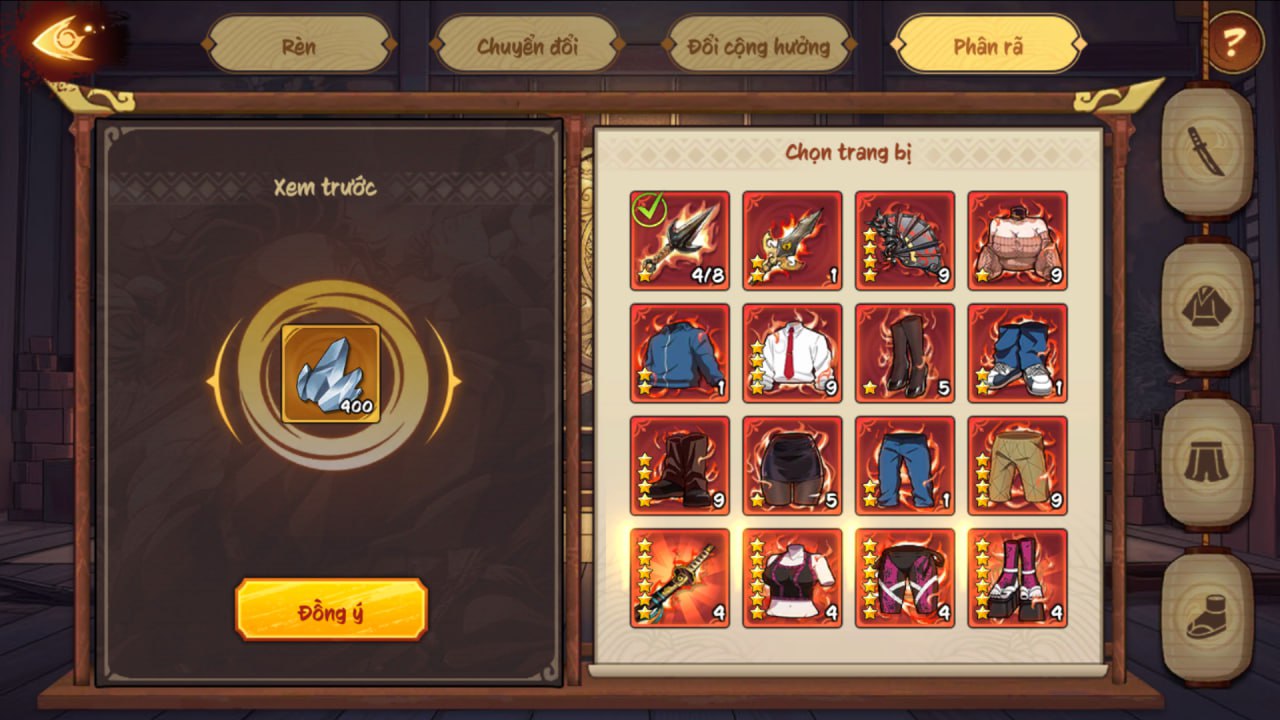 Rèn
Chuyển đổi
Đổi cộng hưởng
Phân rã
?
Xem trước
400
Đồng ý
Chọn trang bị
4/8
1
9
9
1
9
5
1
9
5
1
9
4
4
4
4